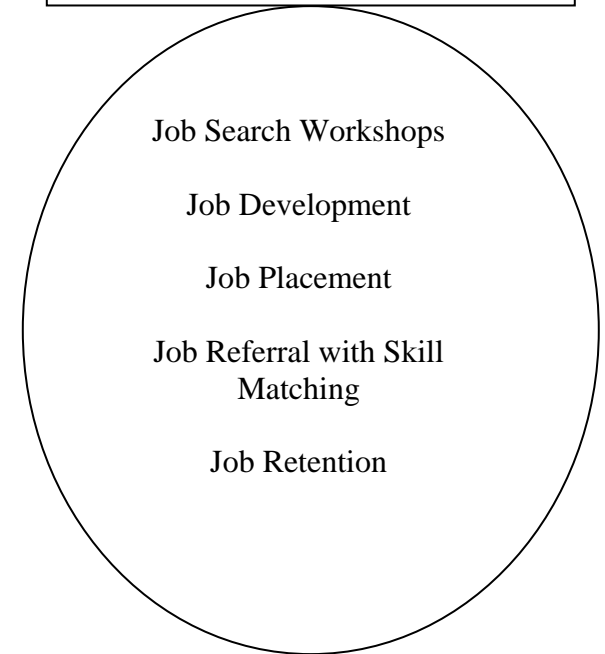 Job Search Workshops
Job Development
Job Placement
Job Referral with Skill
Matching
Job Retention